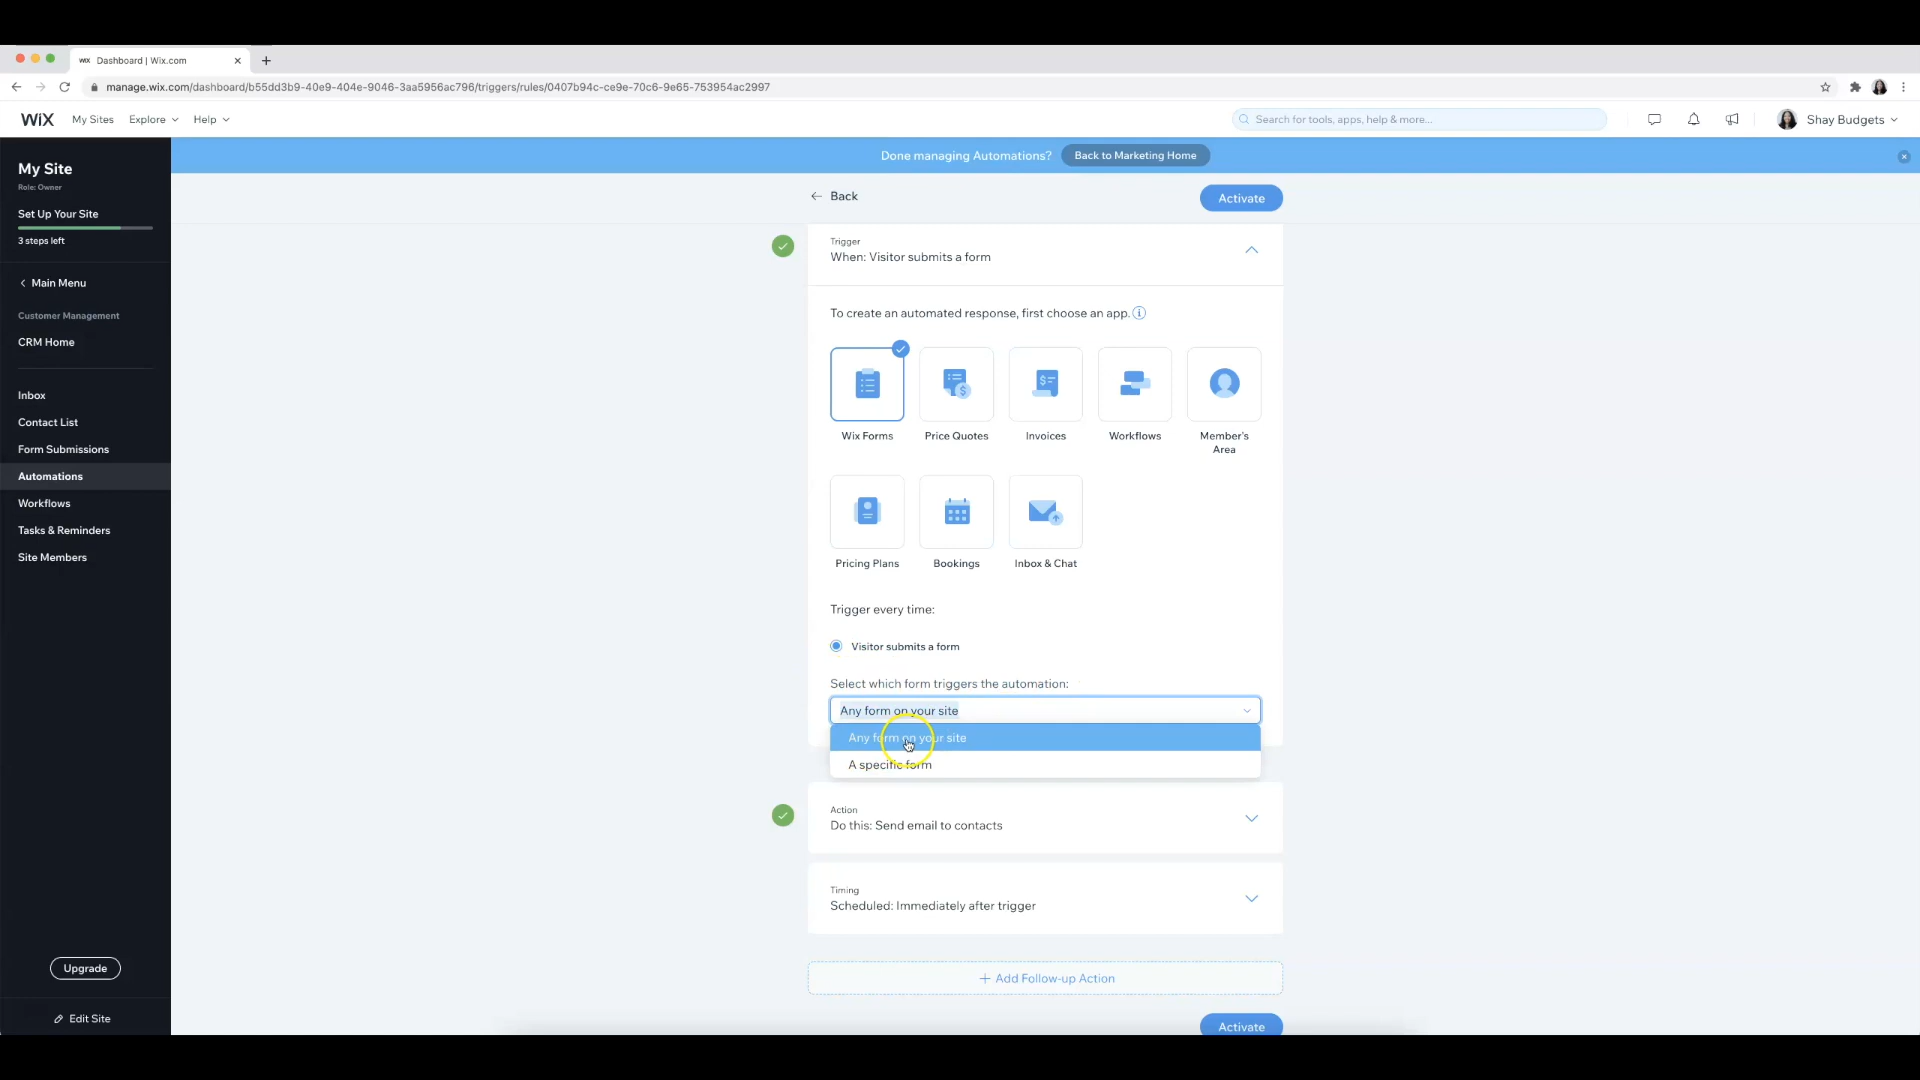 WiX Dashboard | Wix.com
manage.wix.com/dashboard/b55dd3b9-40e9-404e-9046-3aa5956ac796/triggers/rules/0407b94c-ce9e-70c6-9e65-753954ac2997
WiX My Sites Explore Help Search for tools, apps, help & more... Shay Budgets
Done managing Automations? Back to Marketing Home
My Site
Role: Owner
Set Up Your Site
3 steps left
Main Menu
Customer Management
CRM Home
Inbox
Contact List
Form Submissions
Automations
Workflows
Tasks & Reminders
Site Members
Upgrade
Edit Site
Back
Activate
Trigger
When: Visitor submits a form
To create an automated response, first choose an app.
Wix Forms Price Quotes Invoices Workflows Member's
Area
Pricing Plans Bookings Inbox & Chat
Trigger every time:
Visitor submits a form
Select which form triggers the automation:
Any form on your site
Any form on your site
A specific form
Action
Do this: Send email to contacts
Timing
Scheduled: Immediately after trigger
+ Add Follow-up Action
Activate